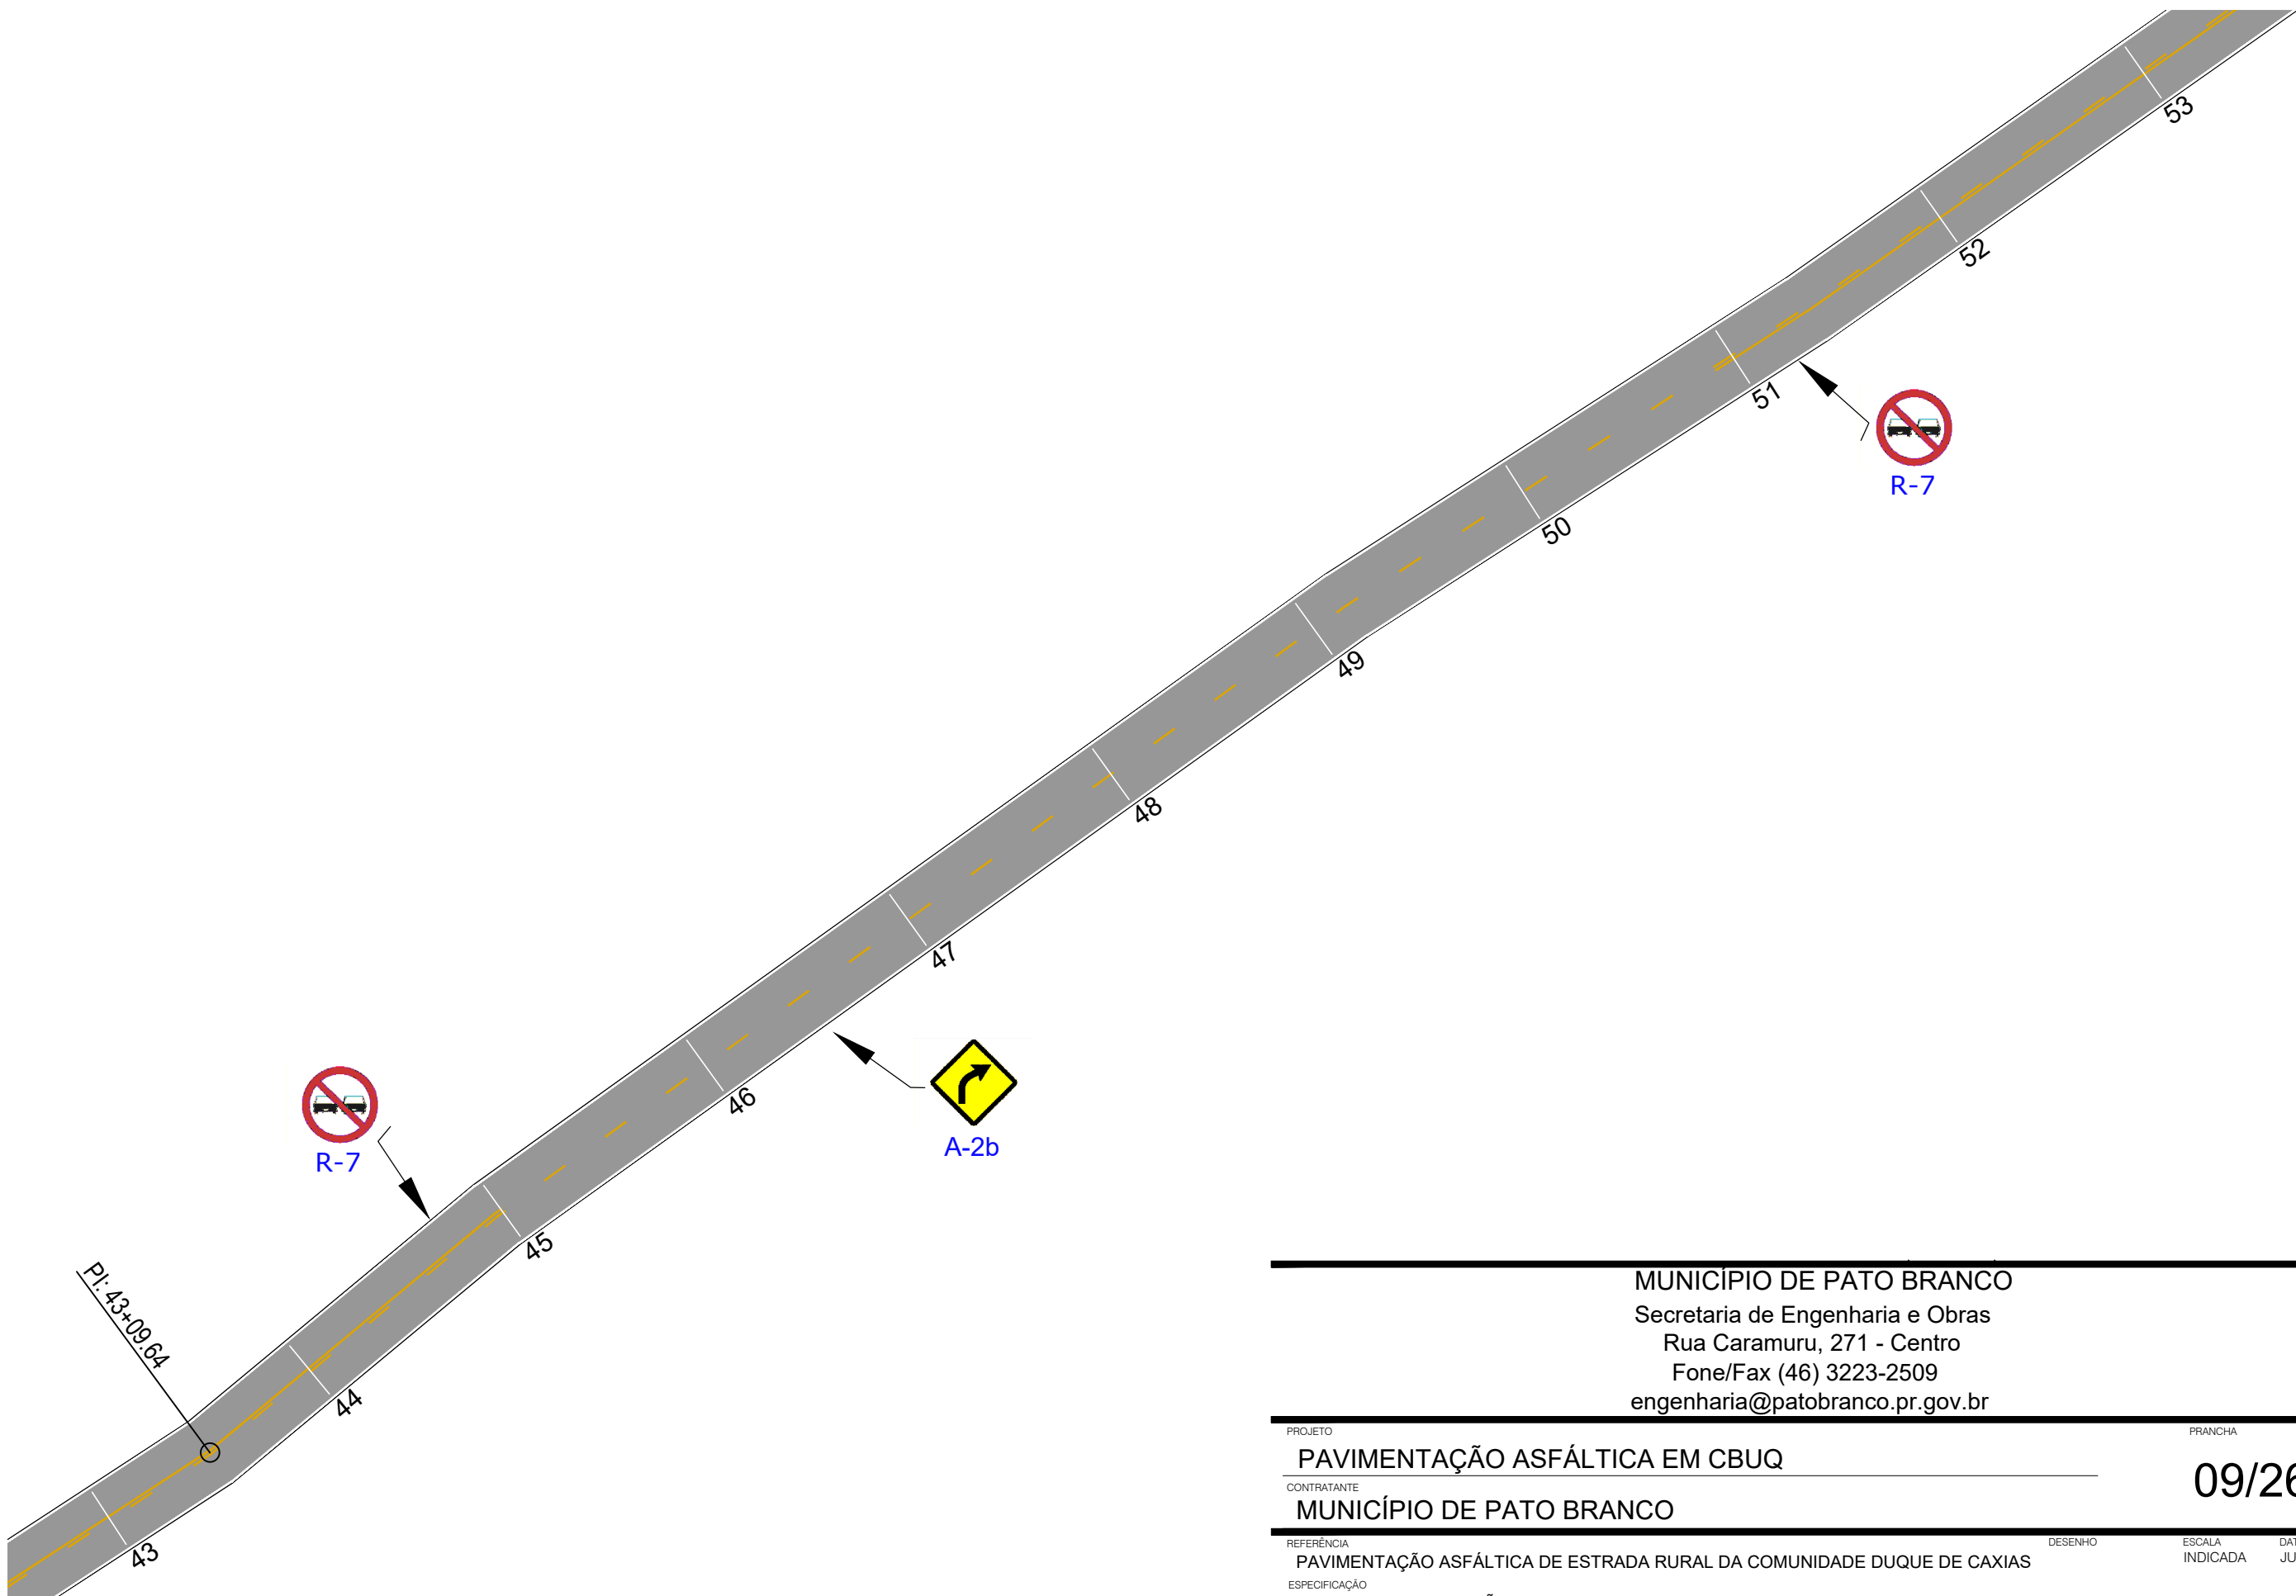 53
52
51
R-7
50
49
48
47
46
A-2b
R-7
45
PI: 43+09.64
44
43
MUNICÍPIO DE PATO BRANCO
Secretaria de Engenharia e Obras
Rua Caramuru, 271 - Centro
Fone/Fax (46) 3223-2509
engenharia@patobranco.pr.gov.br
PROJETO
PAVIMENTAÇÃO ASFÁLTICA EM CBUQ
PRANCHA
09/26
CONTRATANTE
MUNICÍPIO DE PATO BRANCO
REFERÊNCIA
PAVIMENTAÇÃO ASFÁLTICA DE ESTRADA RURAL DA COMUNIDADE DUQUE DE CAXIAS
DESENHO
ESCALA
INDICADA
ESPECIFICAÇÃO